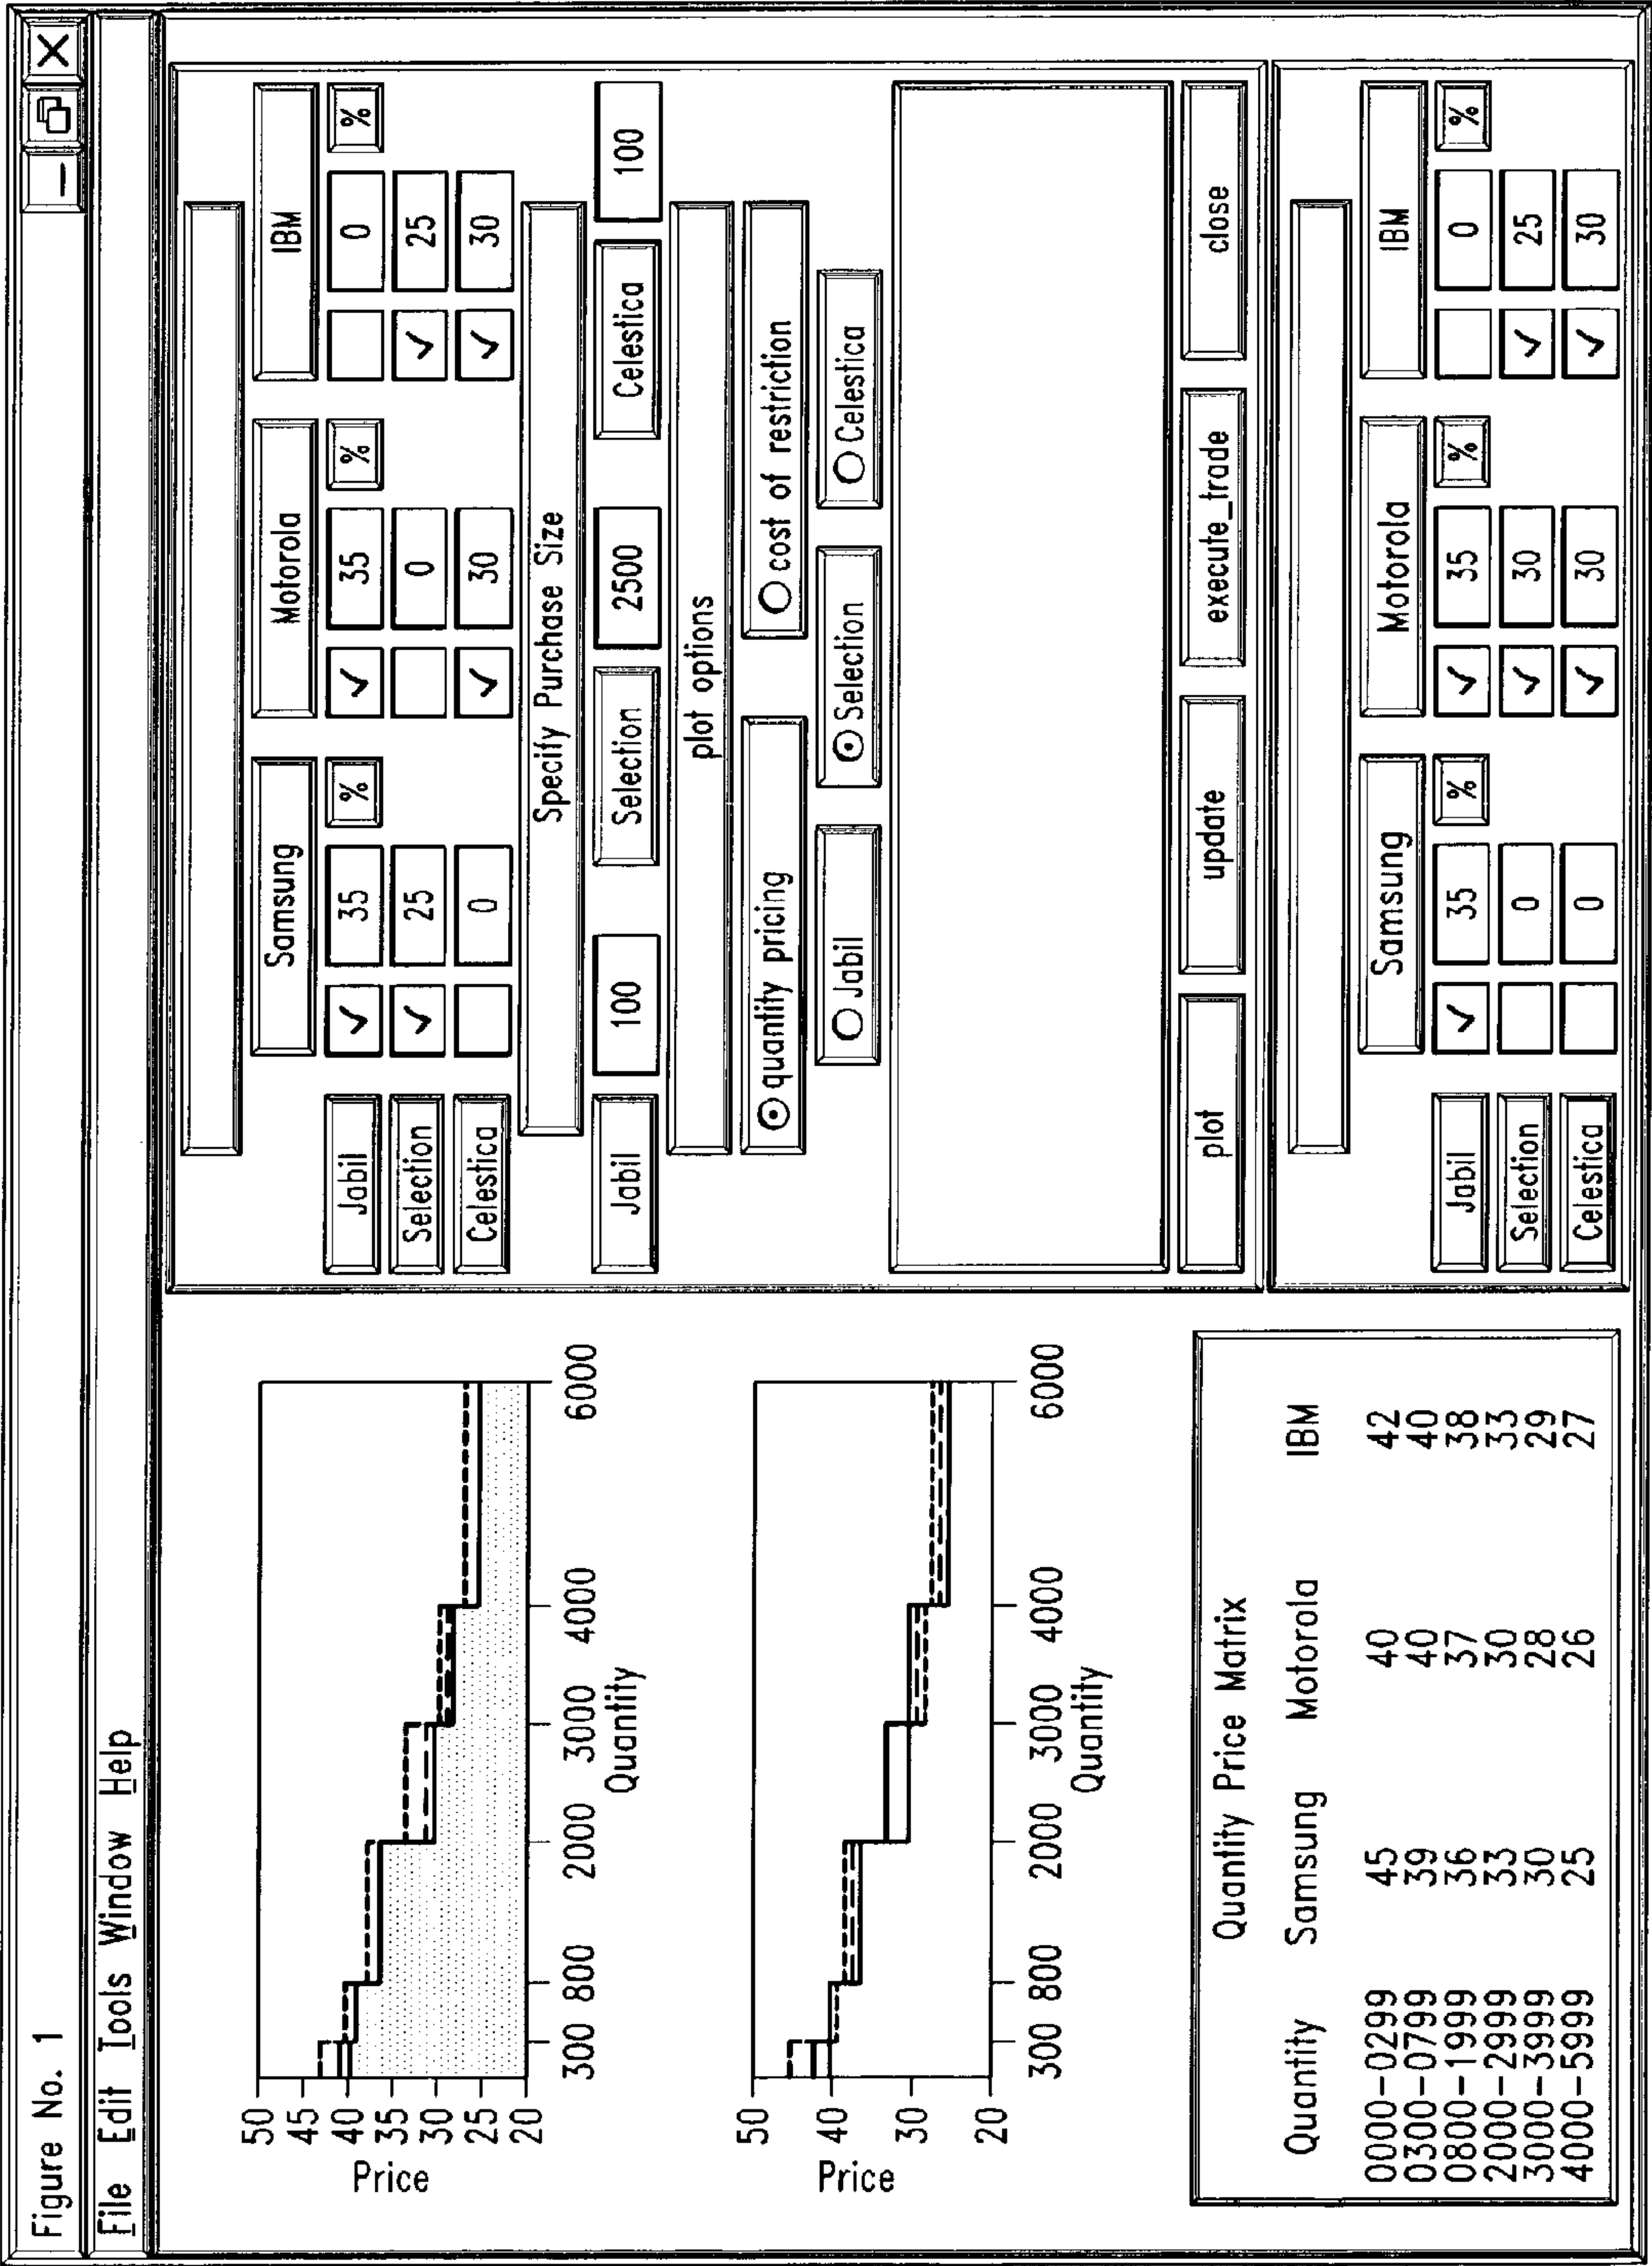 Figure No. 1
File Edit Tools Window Help
50
45
40
35
30
25
20
Price
300 800 2000 3000 4000 6000
Quantity
50
40
30
20
Price
300 800 2000 3000 4000 6000
Quantity
Quantity Price Matrix
Quantity Samsung Motorola IBM
0000-0299 45 40 42
0300-0799 39 40 40
0800-1999 36 37 38
2000-2999 33 30 33
3000-3999 30 28 29
4000-5999 25 26 27
Samsung Motorola IBM
Jabil ✓ 35 % ✓ 35 % 0 %
Selection ✓ 25 0 ✓ 25
Celestica 0 ✓ 30 ✓ 30
Specify Purchase Size
Jabil 100 Selection 2500 Celestica 100
plot options
quantity pricing cost of restriction
Jabil Selection Celestica
plot update execute_trade close
Samsung Motorola IBM
Jabil ✓ 35 % ✓ 35 % 0 %
Selection 0 ✓ 30 ✓ 25
Celestica 0 ✓ 30 ✓ 30